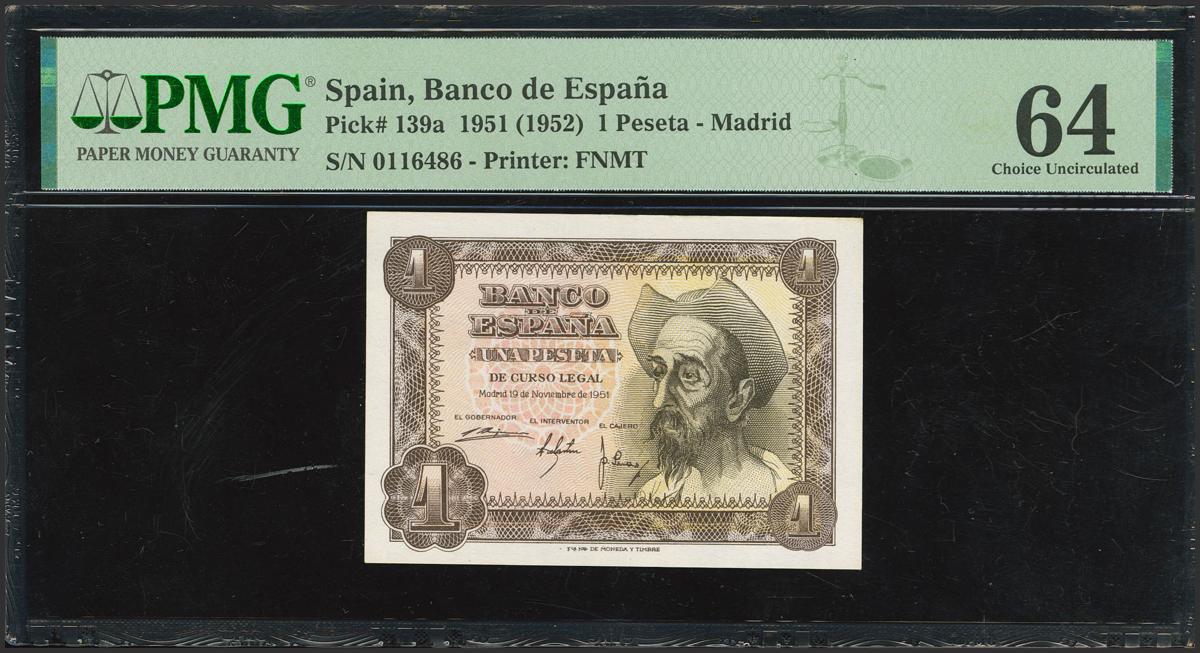 PMG®
PAPER MONEY GUARANTY
Spain, Banco de España
Pick# 139a 1951 (1952) 1 Peseta - Madrid
S/N 0116486 - Printer: FNMT
64
Choice Uncirculated
1
1
BANCO
DE
ESPAÑA
UNA PESETA
DE CURSO LEGAL
Madrid 19 de Noviembre de 1951
EL GOBERNADOR EL INTERVENTOR EL CAJERO
1
1
DE MONEDA Y TIMBRE